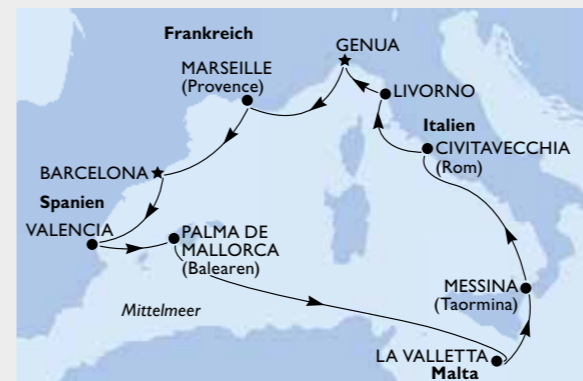 Frankreich
GENUA
MARSEILLE
(Provence)
LIVORNO
Italien
CIVITAVECCHIA
(Rom)
BARCELONA
Spanien
VALENCIA
PALMA DE
MALLORCA
(Balearen)
MESSINA
(Taormina)
Mittelmeer
LA VALLETTA
Malta